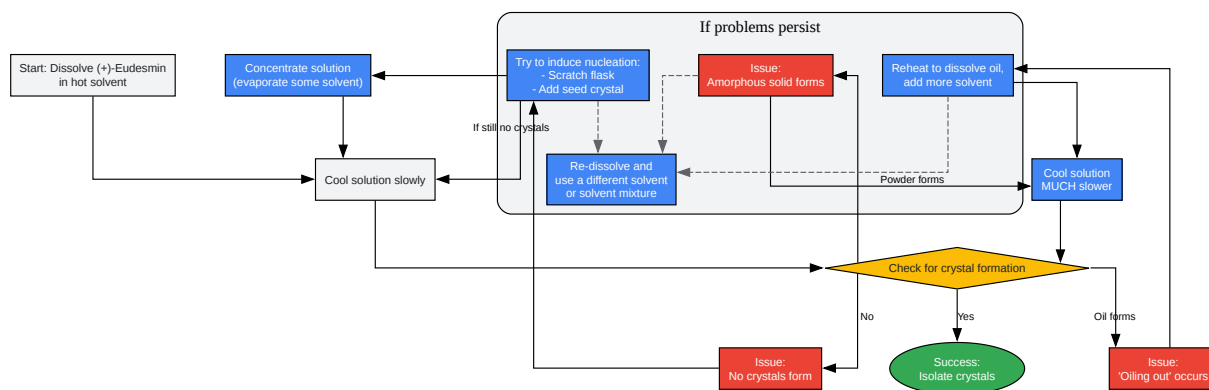 If problems persist
Start: Dissolve (+)-Eudesmin
in hot solvent
Concentrate solution
(evaporate some solvent)
Try to induce nucleation:
- Scratch flask
- Add seed crystal
Issue:
Amorphous solid forms
Reheat to dissolve oil,
add more solvent
If still no crystals
Cool solution slowly
Re-dissolve and
use a different solvent
or solvent mixture
Powder forms
Cool solution
MUCH slower
Check for crystal formation
No
Yes
Oil forms
Issue:
No crystals form
Success:
Isolate crystals
Issue:
'Oiling out' occurs